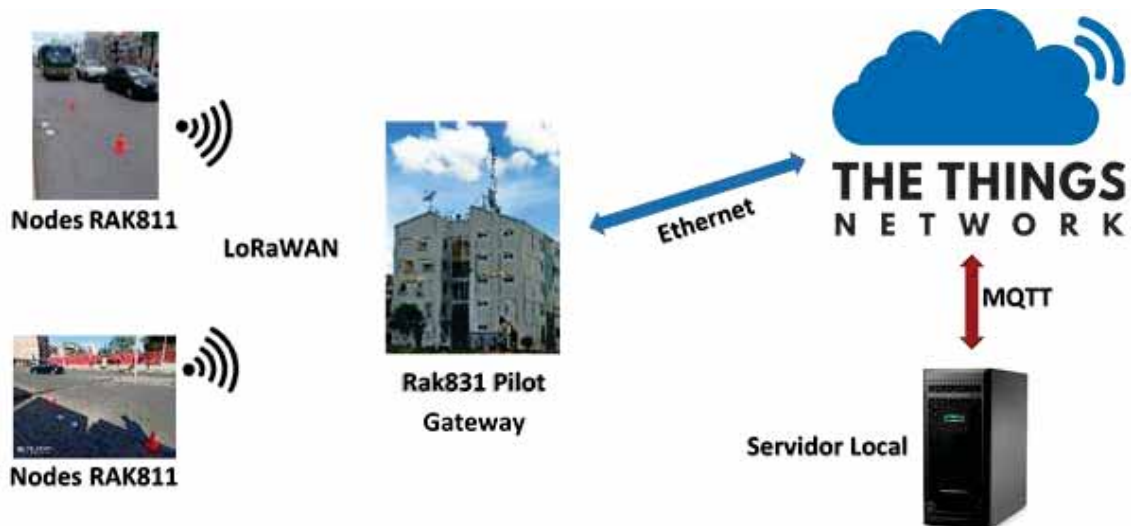 Nodes RAK811
LoRaWAN
Nodes RAK811
Rak831 Pilot
Gateway
Ethernet
THE THINGS
NETWORK
MQTT
Servidor Local